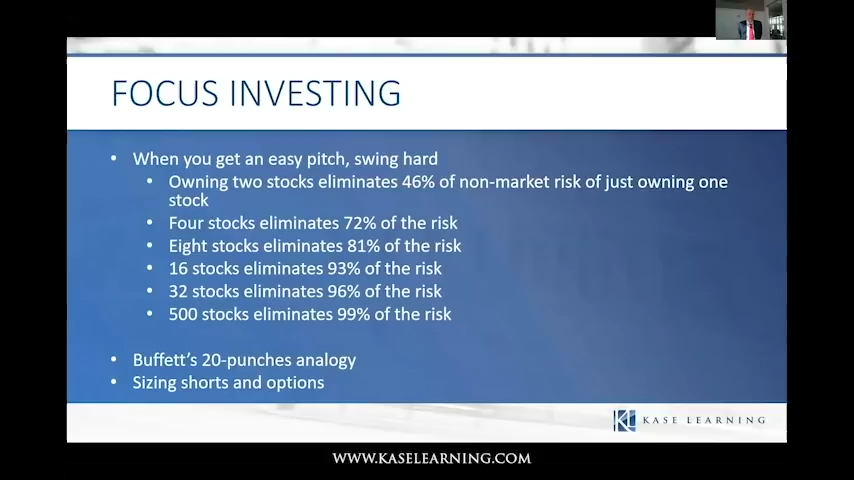 FOCUS INVESTING
• When you get an easy pitch, swing hard
• Owning two stocks eliminates 46% of non-market risk of just owning one
stock
• Four stocks eliminates 72% of the risk
• Eight stocks eliminates 81% of the risk
• 16 stocks eliminates 93% of the risk
• 32 stocks eliminates 96% of the risk
• 500 stocks eliminates 99% of the risk
• Buffett's 20-punches analogy
• Sizing shorts and options
KL KASE LEARNING
WWW.KASELEARNING.COM